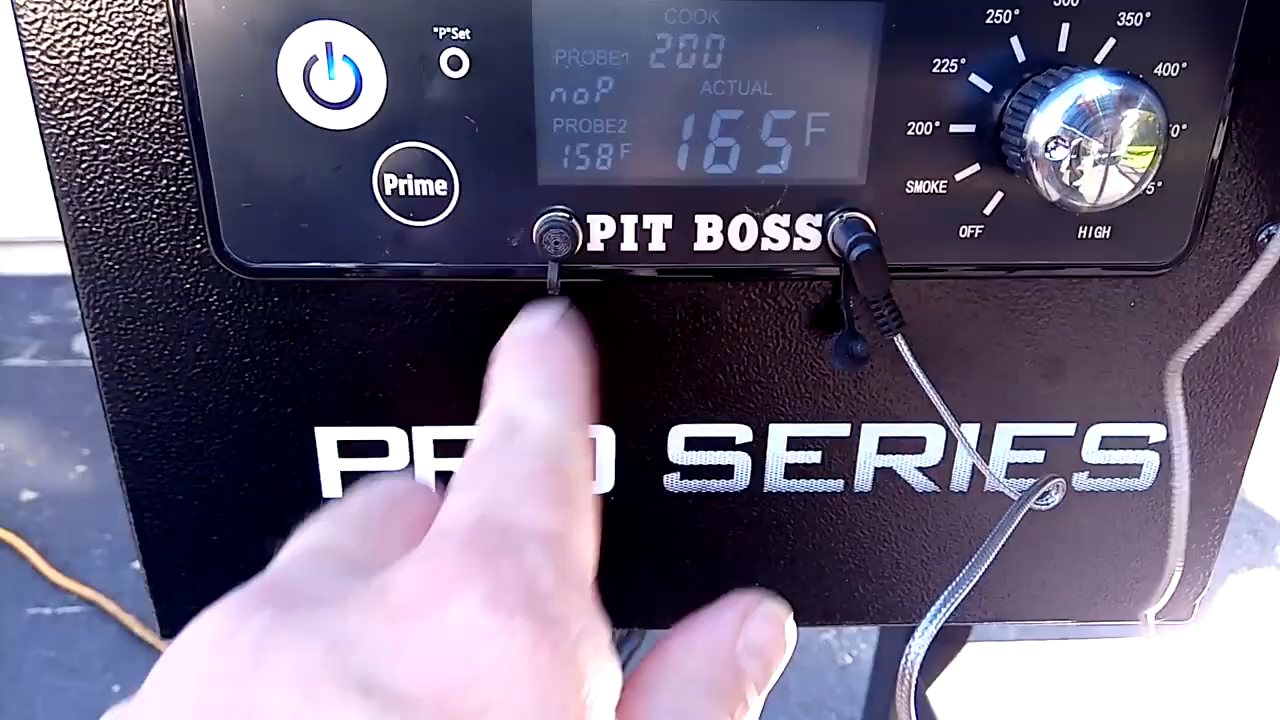 "P"Set
Prime
COOK
200
PROBE1
noP
ACTUAL
165F
PROBE2
158F
300°
250°
350°
225°
400°
200°
SMOKE
OFF
HIGH
PIT BOSS
SERIES